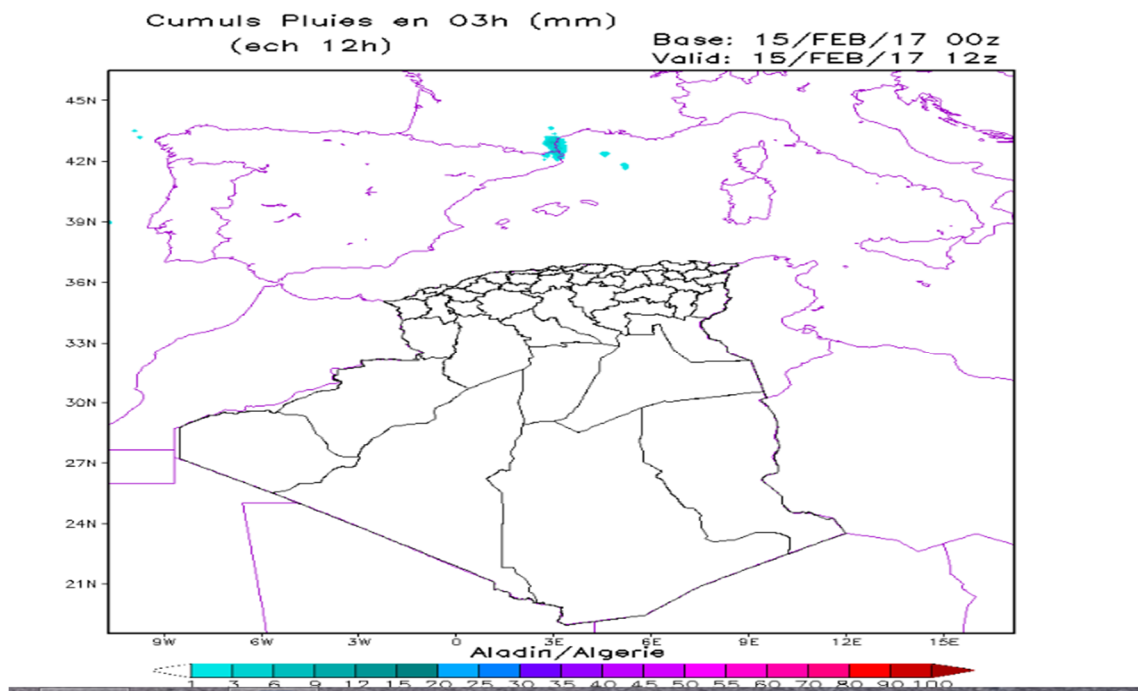 Cumuls Pluies en 03h (mm)
(ech 12h)
Base: 15/FEB/17 00z
Valid: 15/FEB/17 12z
45N
42N
39N
36N
33N
30N
27N
24N
21N
9W 6W 3W 0 3E 6E 9E 12E 15E
Aladin/Algerie
1 3 6 9 12 15 20 25 30 35 40 45 50 55 60 70 80 90 100